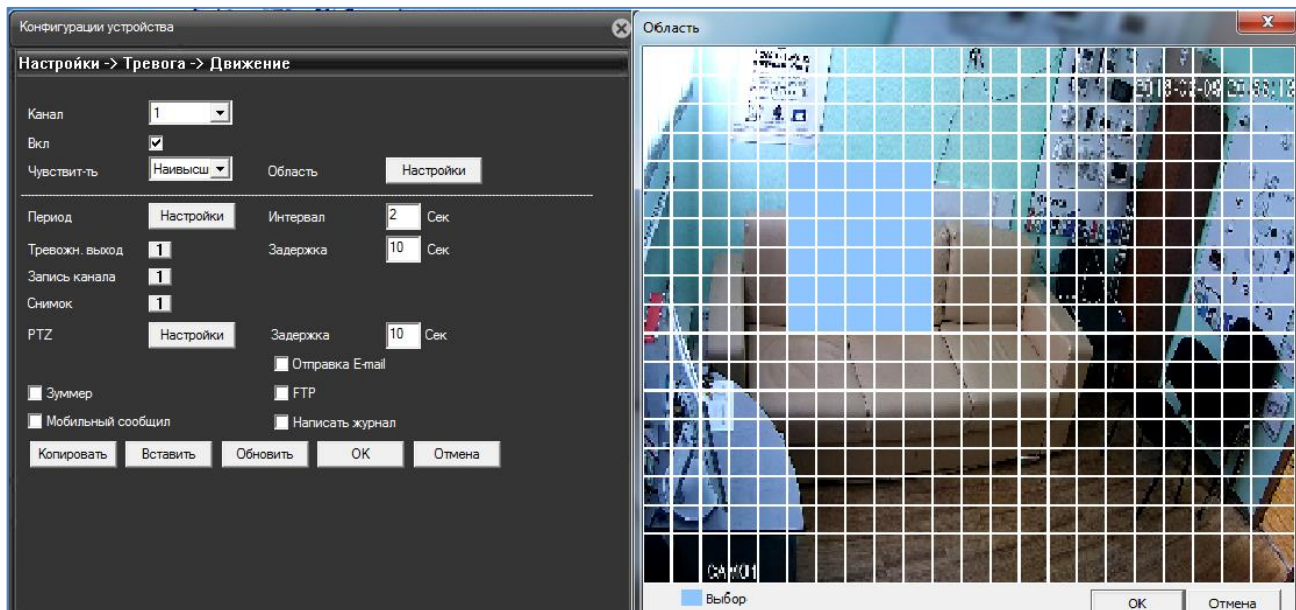 Конфигурации устройства
Настройки -> Тревога -> Движение
Канал 1
Вкл
Чувствит-ть Наивысш Область Настройки
Период Настройки Интервал 2 Сек
Тревожн. выход 1 Задержка 10 Сек
Запись канала 1
Снимок 1
PTZ Настройки Задержка 10 Сек
Отправка E-mail
Зуммер FTP
Мобильный сообщил Написать журнал
Копировать Вставить Обновить OK Отмена
Область
CAM01
Выбор
OK Отмена